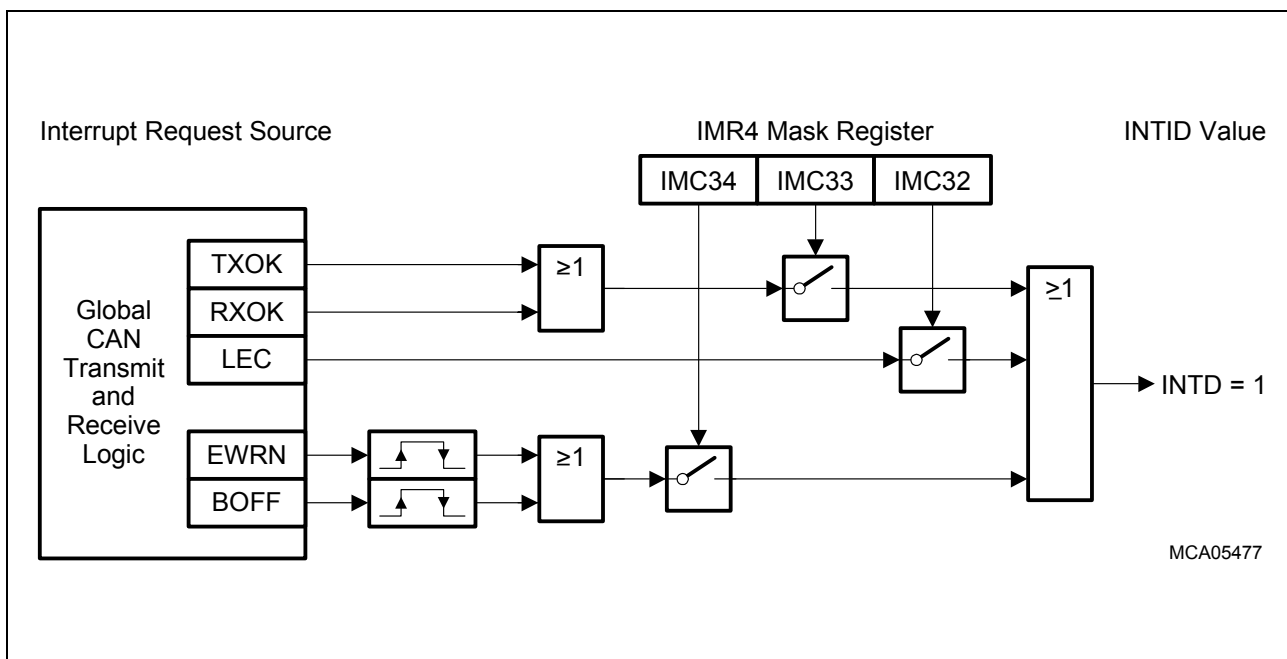 Interrupt Request Source
IMR4 Mask Register
INTID Value
IMC34
IMC33
IMC32
Global
CAN
Transmit
and
Receive
Logic
TXOK
RXOK
LEC
EWRN
BOFF
≥1
≥1
≥1
INTD = 1
MCA05477